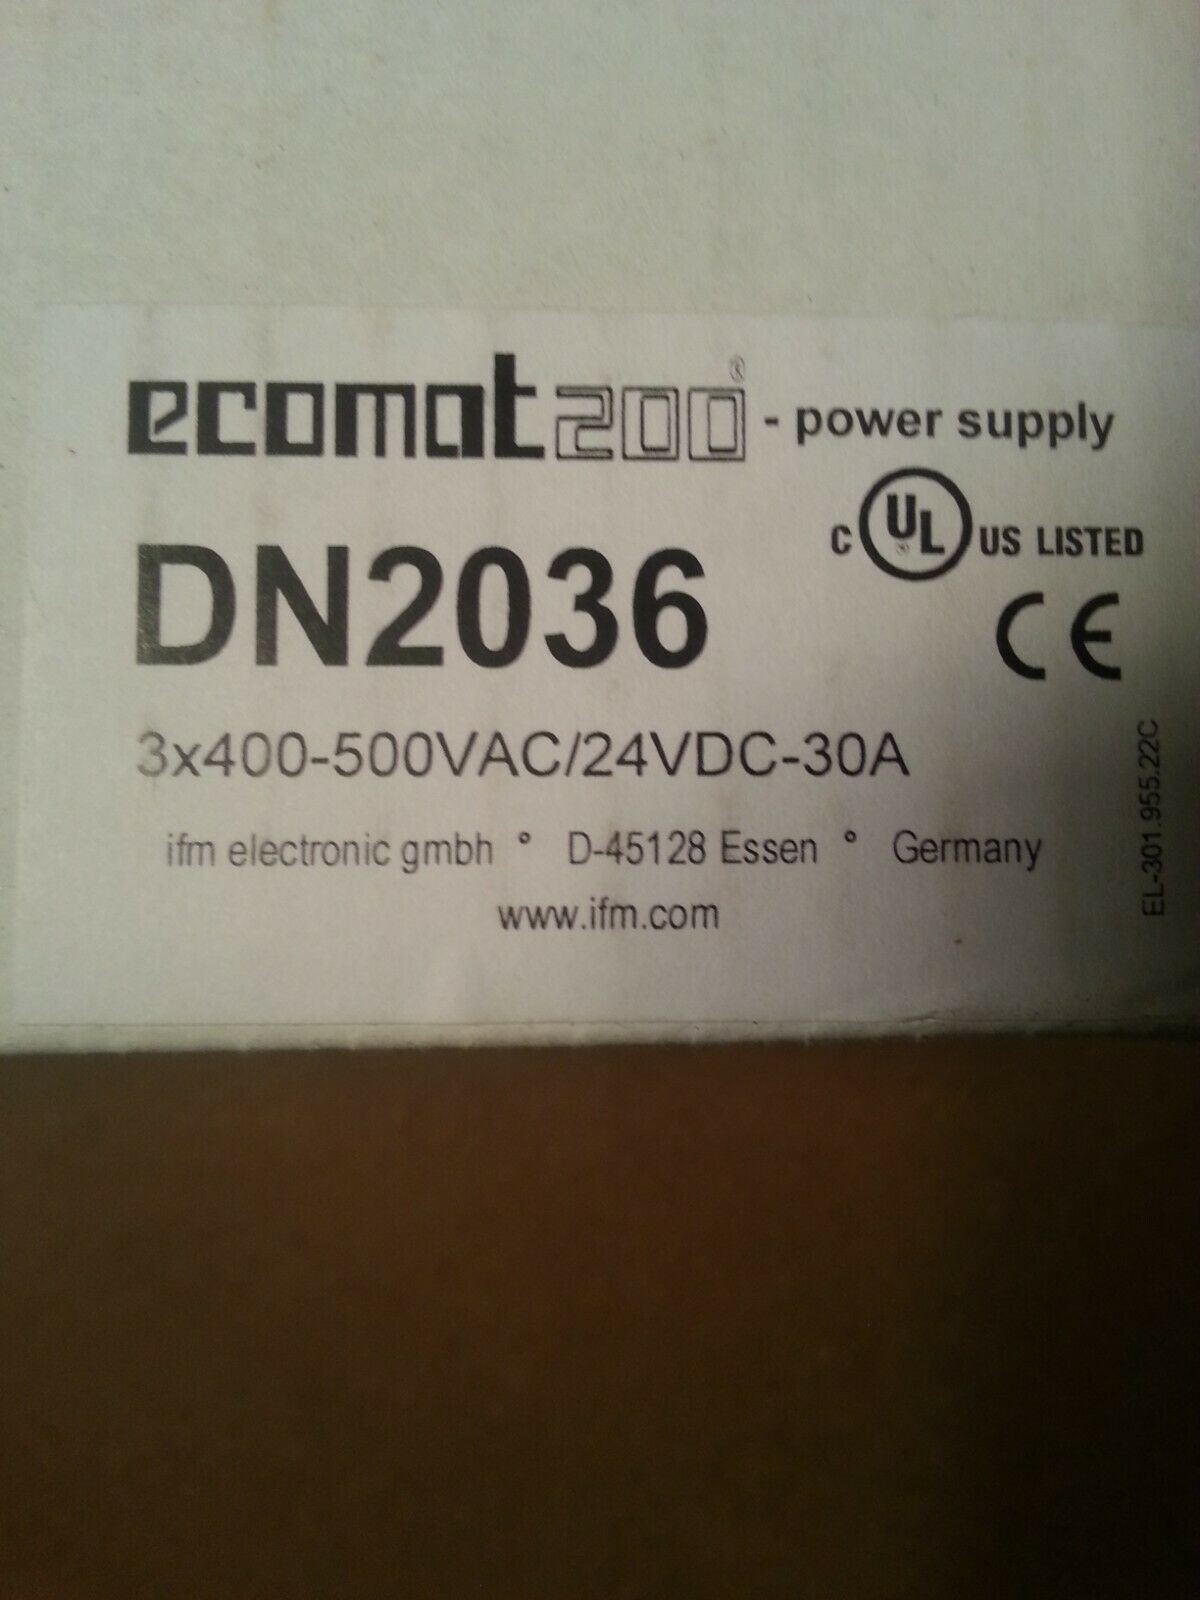 ecomat200® - power supply
C UL® US LISTED
DN2036
CE
3x400-500VAC/24VDC-30A
ifm electronic gmbh ° D-45128 Essen ° Germany
www.ifm.com
EL-301.955.22C